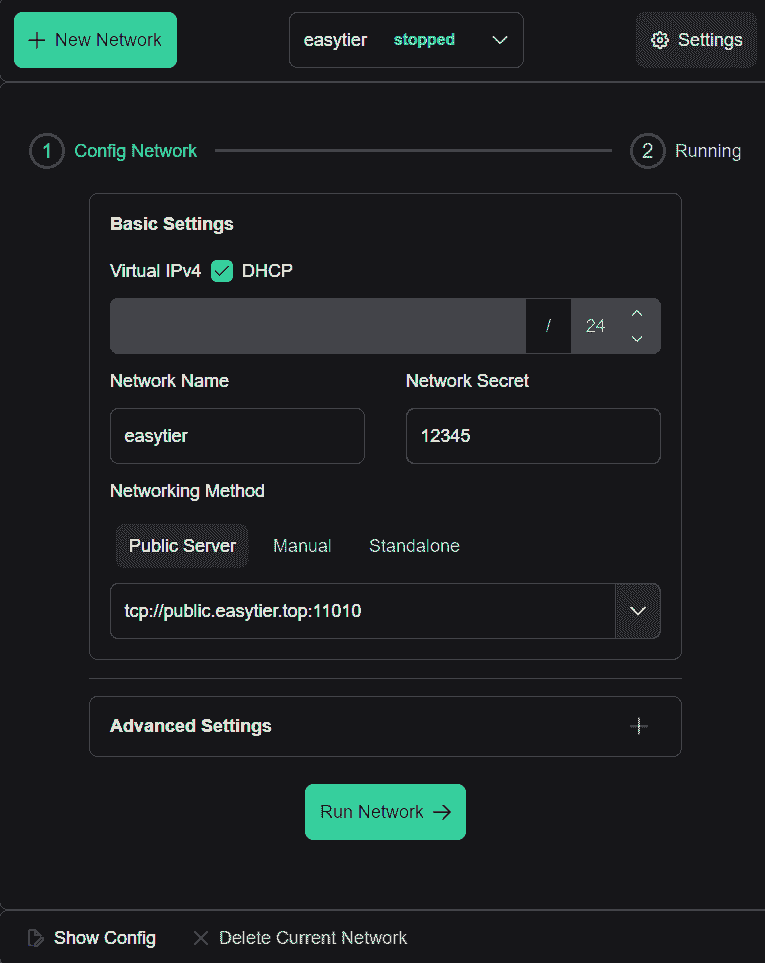 New Network
easytier stopped
Settings
1 Config Network
2 Running
Basic Settings
Virtual IPv4 DHCP
/ 24
Network Name Network Secret
easytier 12345
Networking Method
Public Server Manual Standalone
tcp://public.easytier.top:11010
Advanced Settings
Run Network
Show Config Delete Current Network